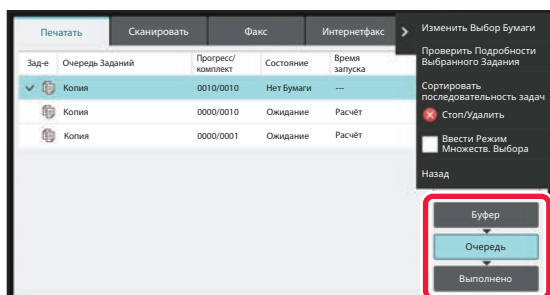 Печатать Сканировать Факс Интернетфакс
Зад-е Очередь Заданий Прогресс/комплект Состояние Время запуска
Копия 0010/0010 Нет Бумаги ---
Копия 0000/0010 Ожидание Расчёт
Копия 0000/0001 Ожидание Расчёт
Изменить Выбор Бумаги
Проверить Подробности
Выбранного Задания
Сортировать
последовательность задач
Стоп/Удалить
Ввести Режим
Множеств. Выбора
Назад
Буфер
Очередь
Выполнено